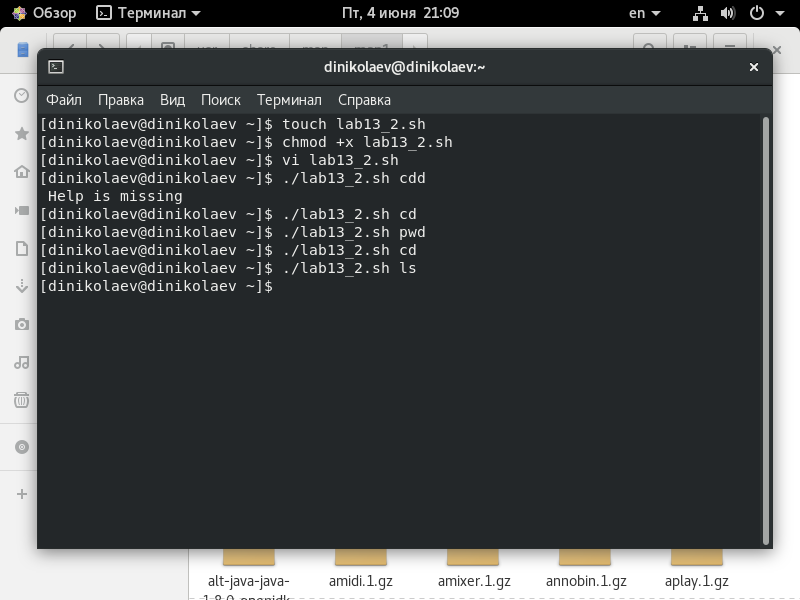 Обзор Терминал Пт, 4 июня 21:09 en
dinikolaev@dinikolaev:~
Файл Правка Вид Поиск Терминал Справка
[dinikolaev@dinikolaev ~]$ touch lab13_2.sh
[dinikolaev@dinikolaev ~]$ chmod +x lab13_2.sh
[dinikolaev@dinikolaev ~]$ vi lab13_2.sh
[dinikolaev@dinikolaev ~]$ ./lab13_2.sh cdd
Help is missing
[dinikolaev@dinikolaev ~]$ ./lab13_2.sh cd
[dinikolaev@dinikolaev ~]$ ./lab13_2.sh pwd
[dinikolaev@dinikolaev ~]$ ./lab13_2.sh cd
[dinikolaev@dinikolaev ~]$ ./lab13_2.sh ls
[dinikolaev@dinikolaev ~]$
alt-java-java- amidi.1.gz amixer.1.gz annobin.1.gz aplay.1.gz